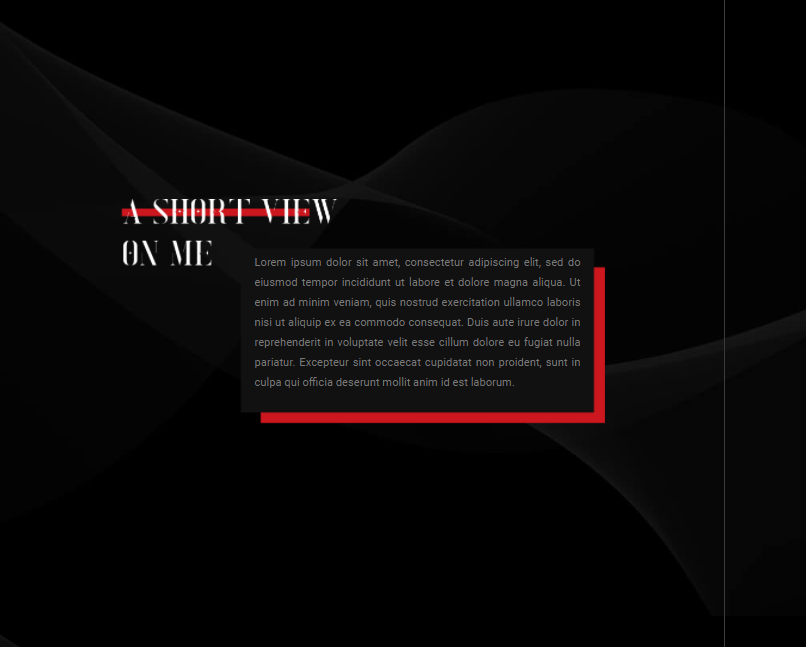 A SHORT VIEW
ON ME
Lorem ipsum dolor sit amet, consectetur adipiscing elit, sed do
eiusmod tempor incididunt ut labore et dolore magna aliqua. Ut
enim ad minim veniam, quis nostrud exercitation ullamco laboris
nisi ut aliquip ex ea commodo consequat. Duis aute irure dolor in
reprehenderit in voluptate velit esse cillum dolore eu fugiat nulla
pariatur. Excepteur sint occaecat cupidatat non proident, sunt in
culpa qui officia deserunt mollit anim id est laborum.